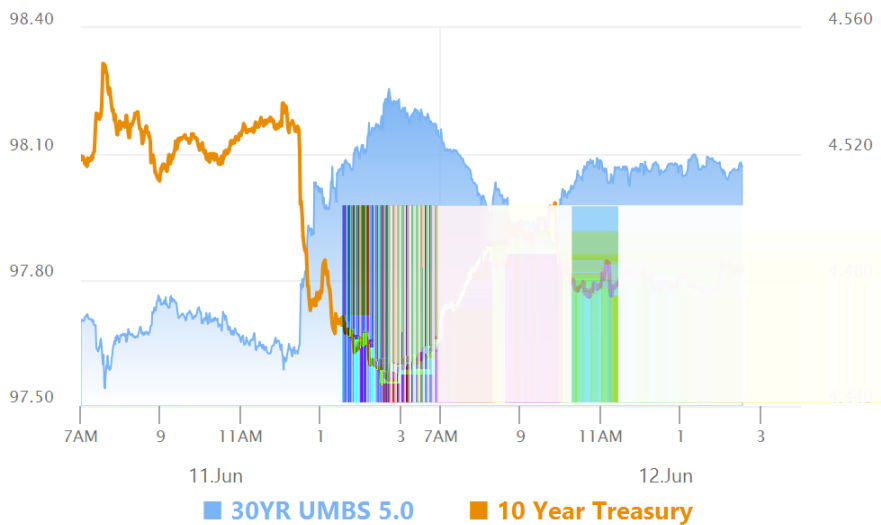 98.40 4.560
98.10 4.520
97.80
97.50
7AM 9 11AM 1 3 7AM 9 11AM 1 3
11.Jun 12.Jun
30YR UMBS 5.0 10 Year Treasury